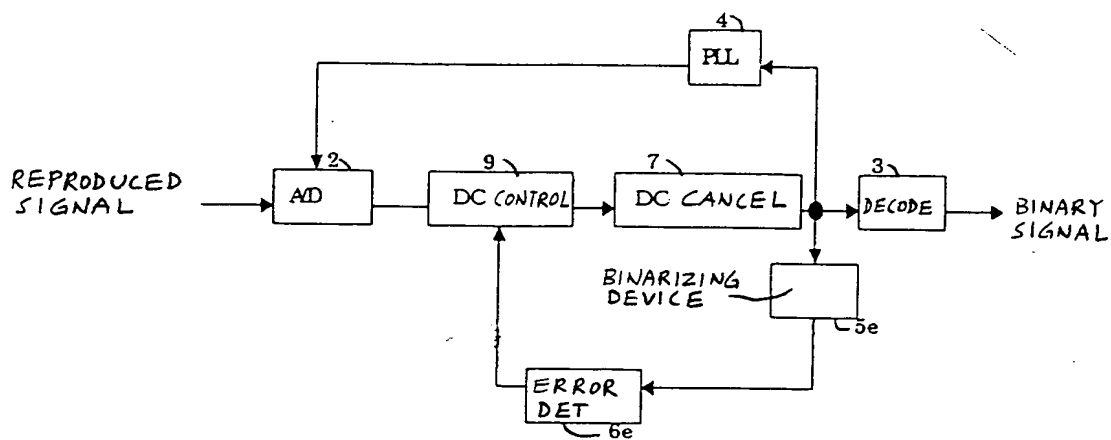 4
PLL
REPRODUCED
SIGNAL
2
A/D
9
DC CONTROL
7
DC CANCEL
3
DECODE
BINARY
SIGNAL
BINARIZING
DEVICE
5e
ERROR
DET
6e